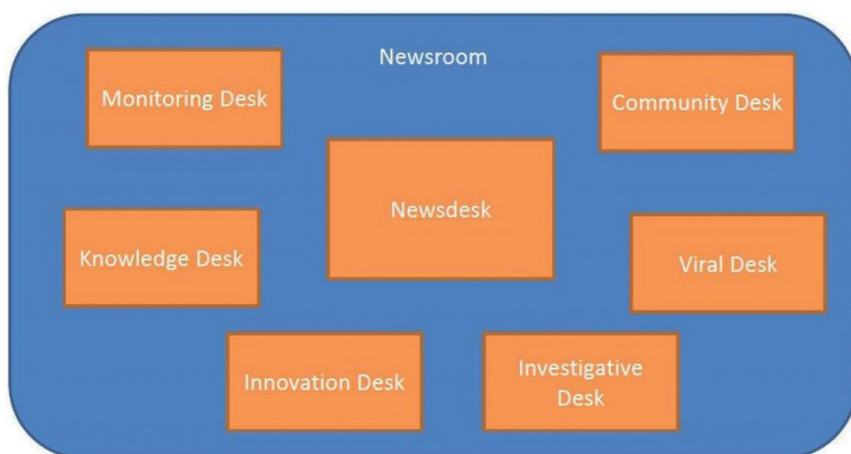 Newsroom
Monitoring Desk
Community Desk
Newsdesk
Knowledge Desk
Viral Desk
Innovation Desk
Investigative
Desk